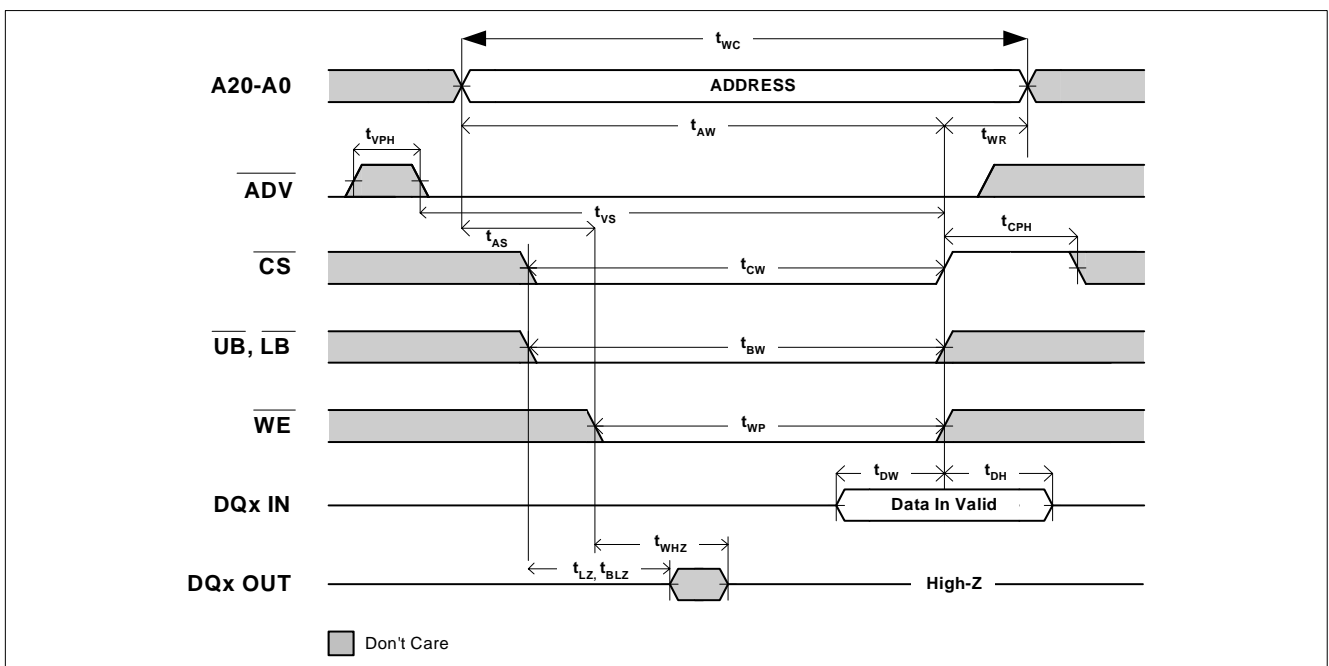 tWC
A20-A0
ADDRESS
tAW
tWR
tVPH
ADV
tVS
tAS
tCPH
CS
tCW
UB, LB
tBW
WE
tWP
tDW
tDH
DQx IN
Data In Valid
tWHZ
tLZ, tBLZ
DQx OUT
High-Z
Don't Care